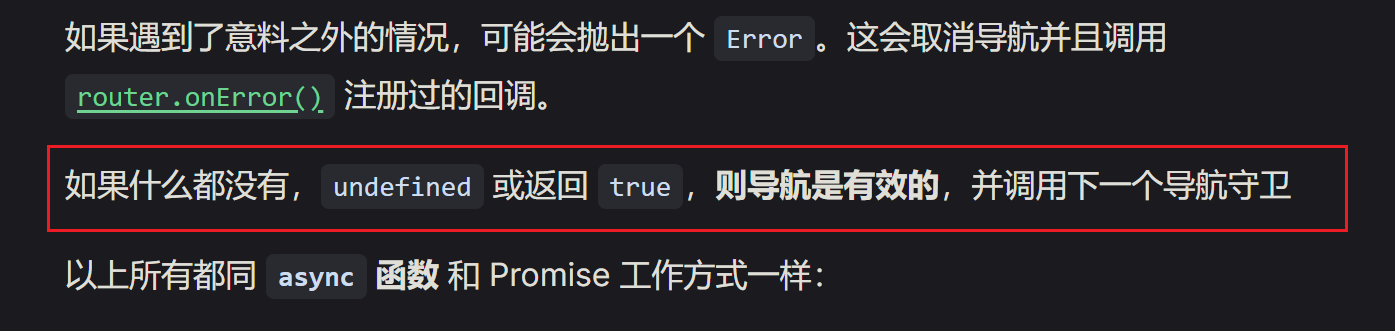 如果遇到了意料之外的情况，可能会抛出一个 Error。这会取消导航并且调用
router.onError() 注册过的回调。
如果什么都没有，undefined 或返回 true，则导航是有效的，并调用下一个导航守卫
以上所有都同 async 函数 和 Promise 工作方式一样：